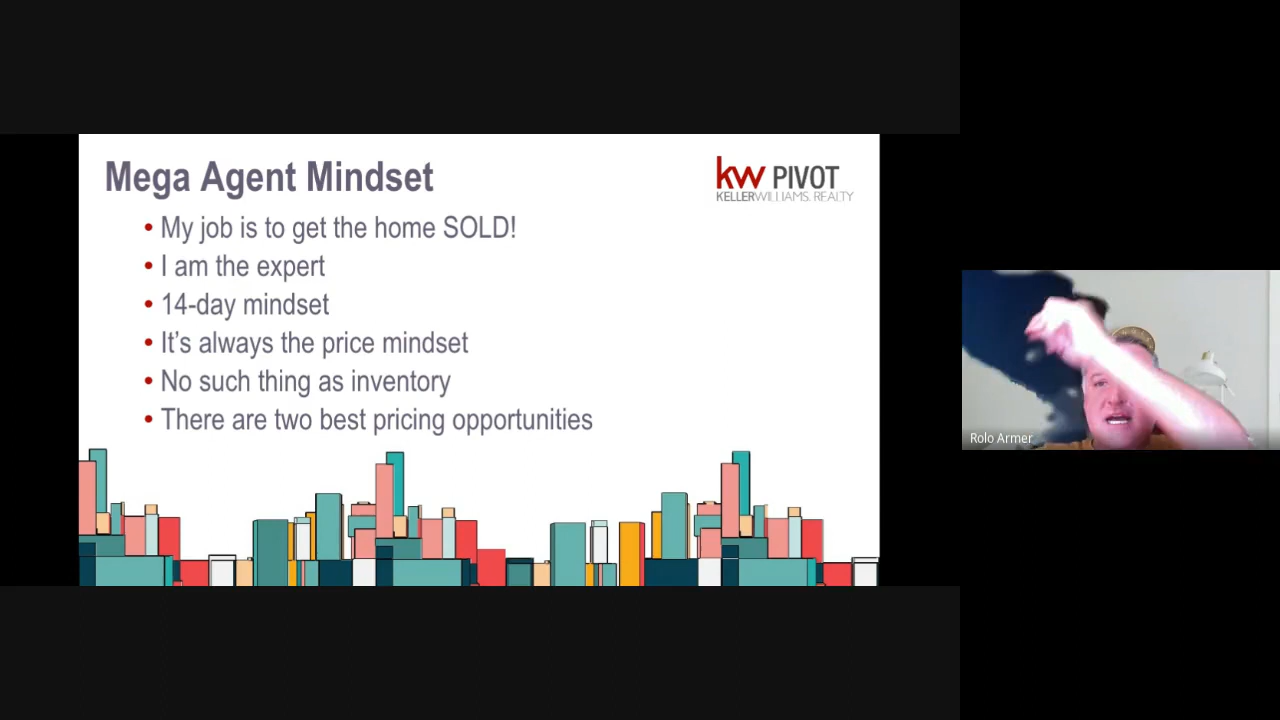 Mega Agent Mindset
kw PIVOT
KELLERWILLIAMS. REALTY
• My job is to get the home SOLD!
• I am the expert
• 14-day mindset
• It’s always the price mindset
• No such thing as inventory
• There are two best pricing opportunities
Rolo Armer